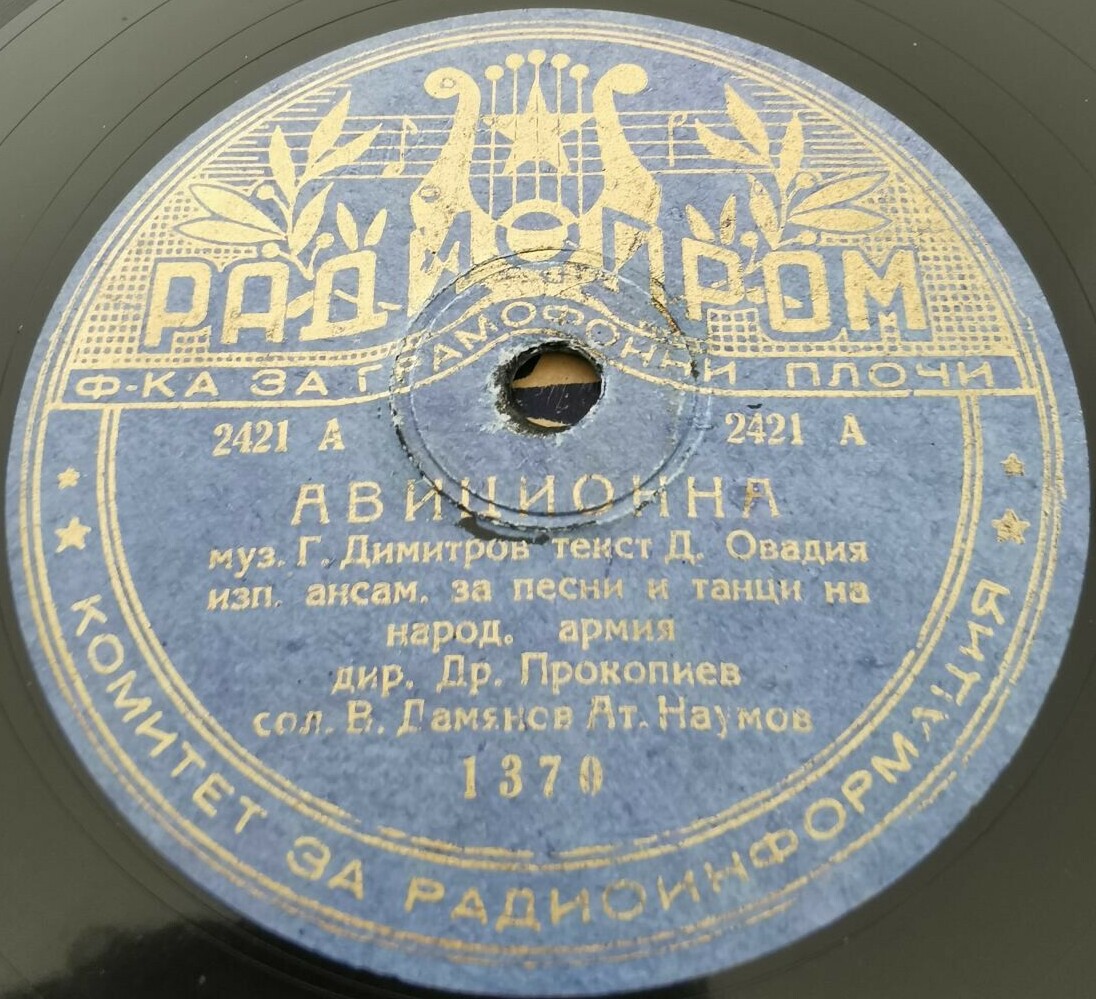 РАДИОПРОМ
Ф-КА ЗА ГРАМОФОННИ ПЛОЧИ
2421 А 2421 А
АВИЦИОННА
муз. Г. Димитров текст Д. Овадия
изп. ансам. за песни и танци на
народ. армия
дир. Др. Прокопиев
сол. В. Дамянов Ат. Наумов
1370
КОМИТЕТ ЗА РАДИОИНФОРМАЦИЯ